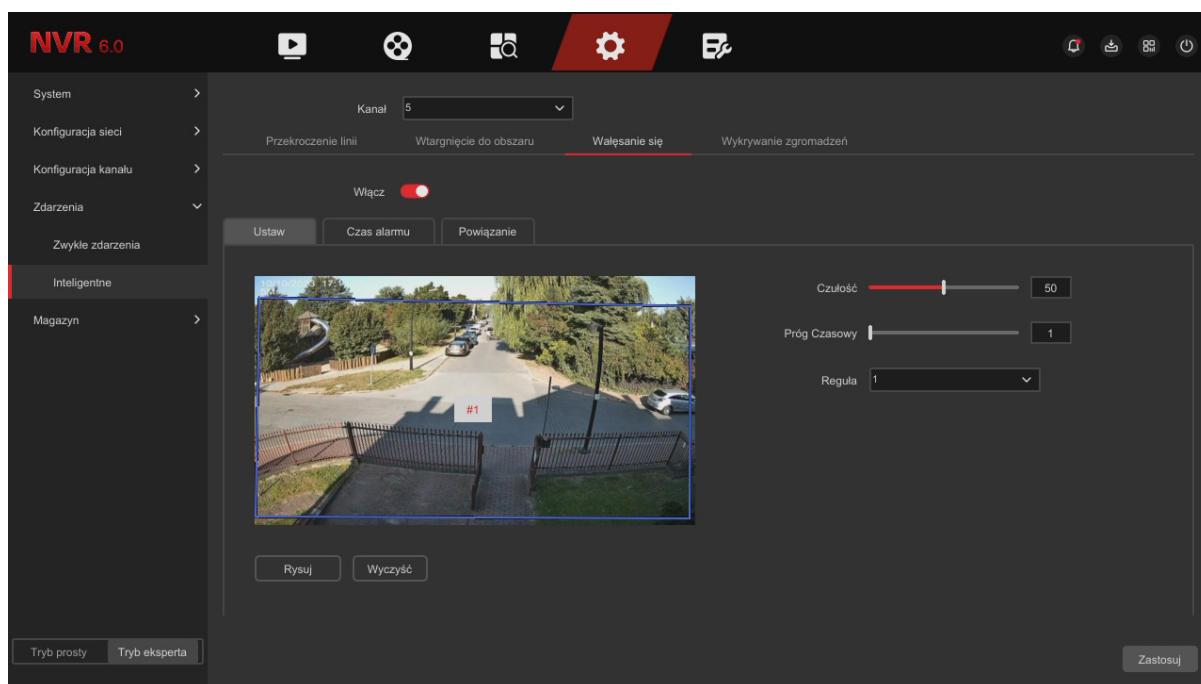 NVR 6.0
System
Konfiguracja sieci
Konfiguracja kanału
Zdarzenia
Zwykłe zdarzenia
Inteligentne
Magazyn
Tryb prosty
Tryb eksperta
Kanał 5
Przekroczenie linii
Wtargnięcie do obszaru
Wałęsanie się
Wykrywanie zgromadzeń
Włącz
Ustaw
Czas alarmu
Powiązanie
#1
Czułość 50
Próg Czasowy 1
Reguła 1
Rysuj
Wyczyść
Zastosuj